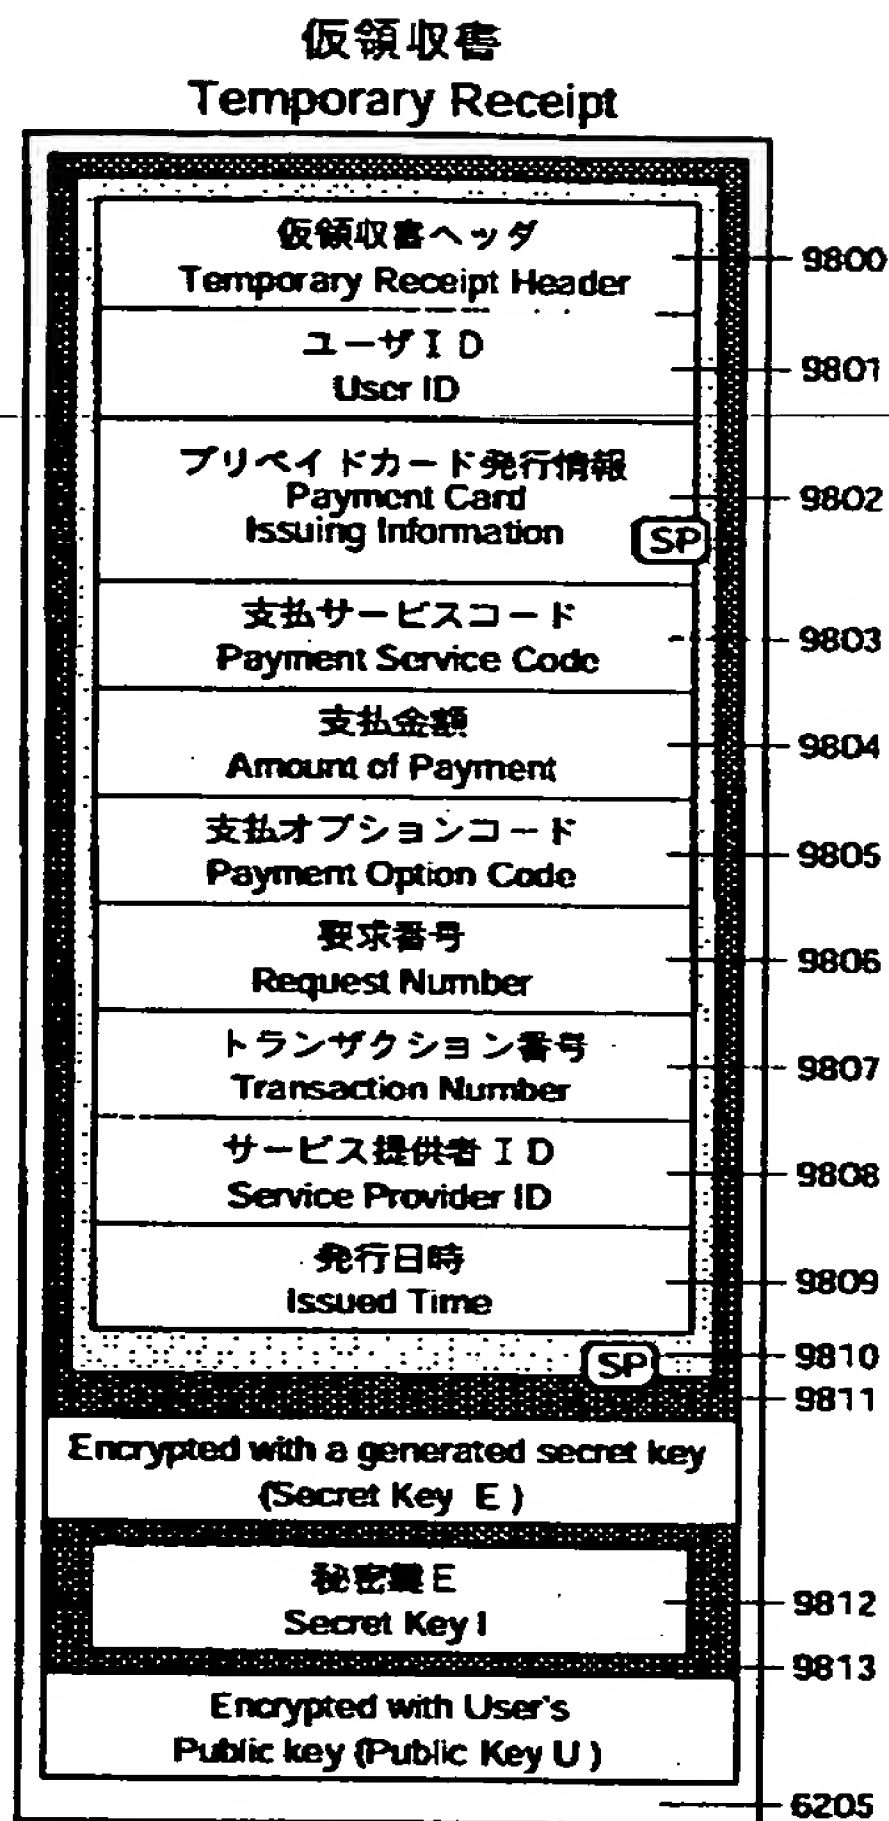 仮領収書
Temporary Receipt
仮領収書ヘッダ
Temporary Receipt Header
9800
ユーザID
User ID
9801
プリペイドカード発行情報
Payment Card
Issuing Information
9802
SP
支払サービスコード
Payment Service Code
9803
支払金額
Amount of Payment
9804
支払オプションコード
Payment Option Code
9805
要求番号
Request Number
9806
トランザクション番号
Transaction Number
9807
サービス提供者ID
Service Provider ID
9808
発行日時
Issued Time
9809
9810
SP
9811
Encrypted with a generated secret key
(Secret Key E)
秘密鍵E
Secret Key I
9812
9813
Encrypted with User's
Public key (Public Key U)
6205